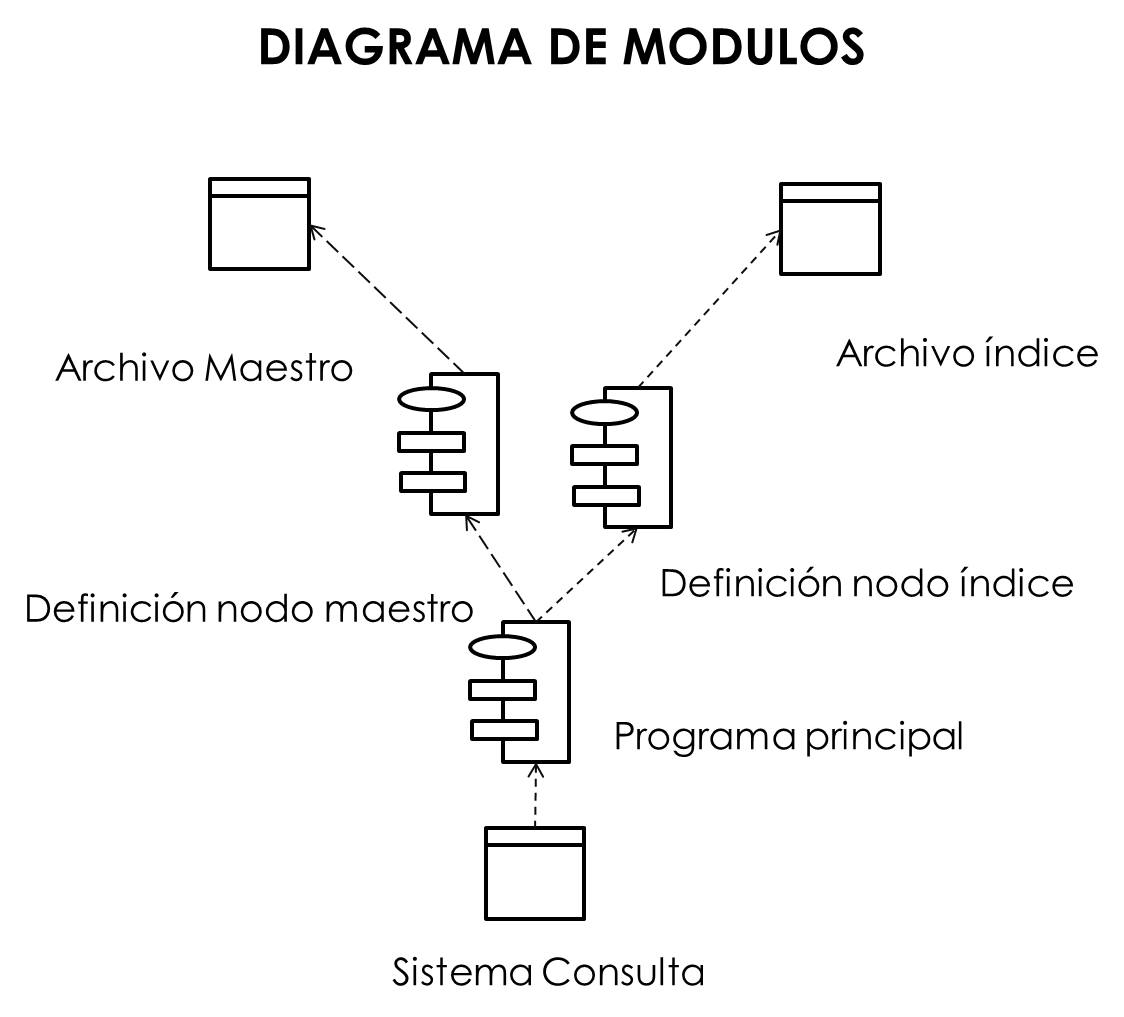 DIAGRAMA DE MODULOS
Archivo Maestro
Archivo índice
Definición nodo maestro
Definición nodo índice
Programa principal
Sistema Consulta